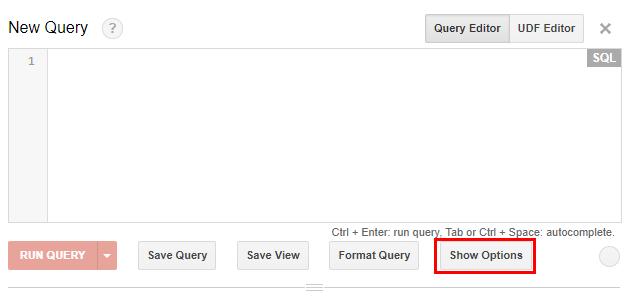 New Query ? Query Editor UDF Editor ×
1 SQL
Ctrl + Enter: run query, Tab or Ctrl + Space: autocomplete.
RUN QUERY Save Query Save View Format Query Show Options